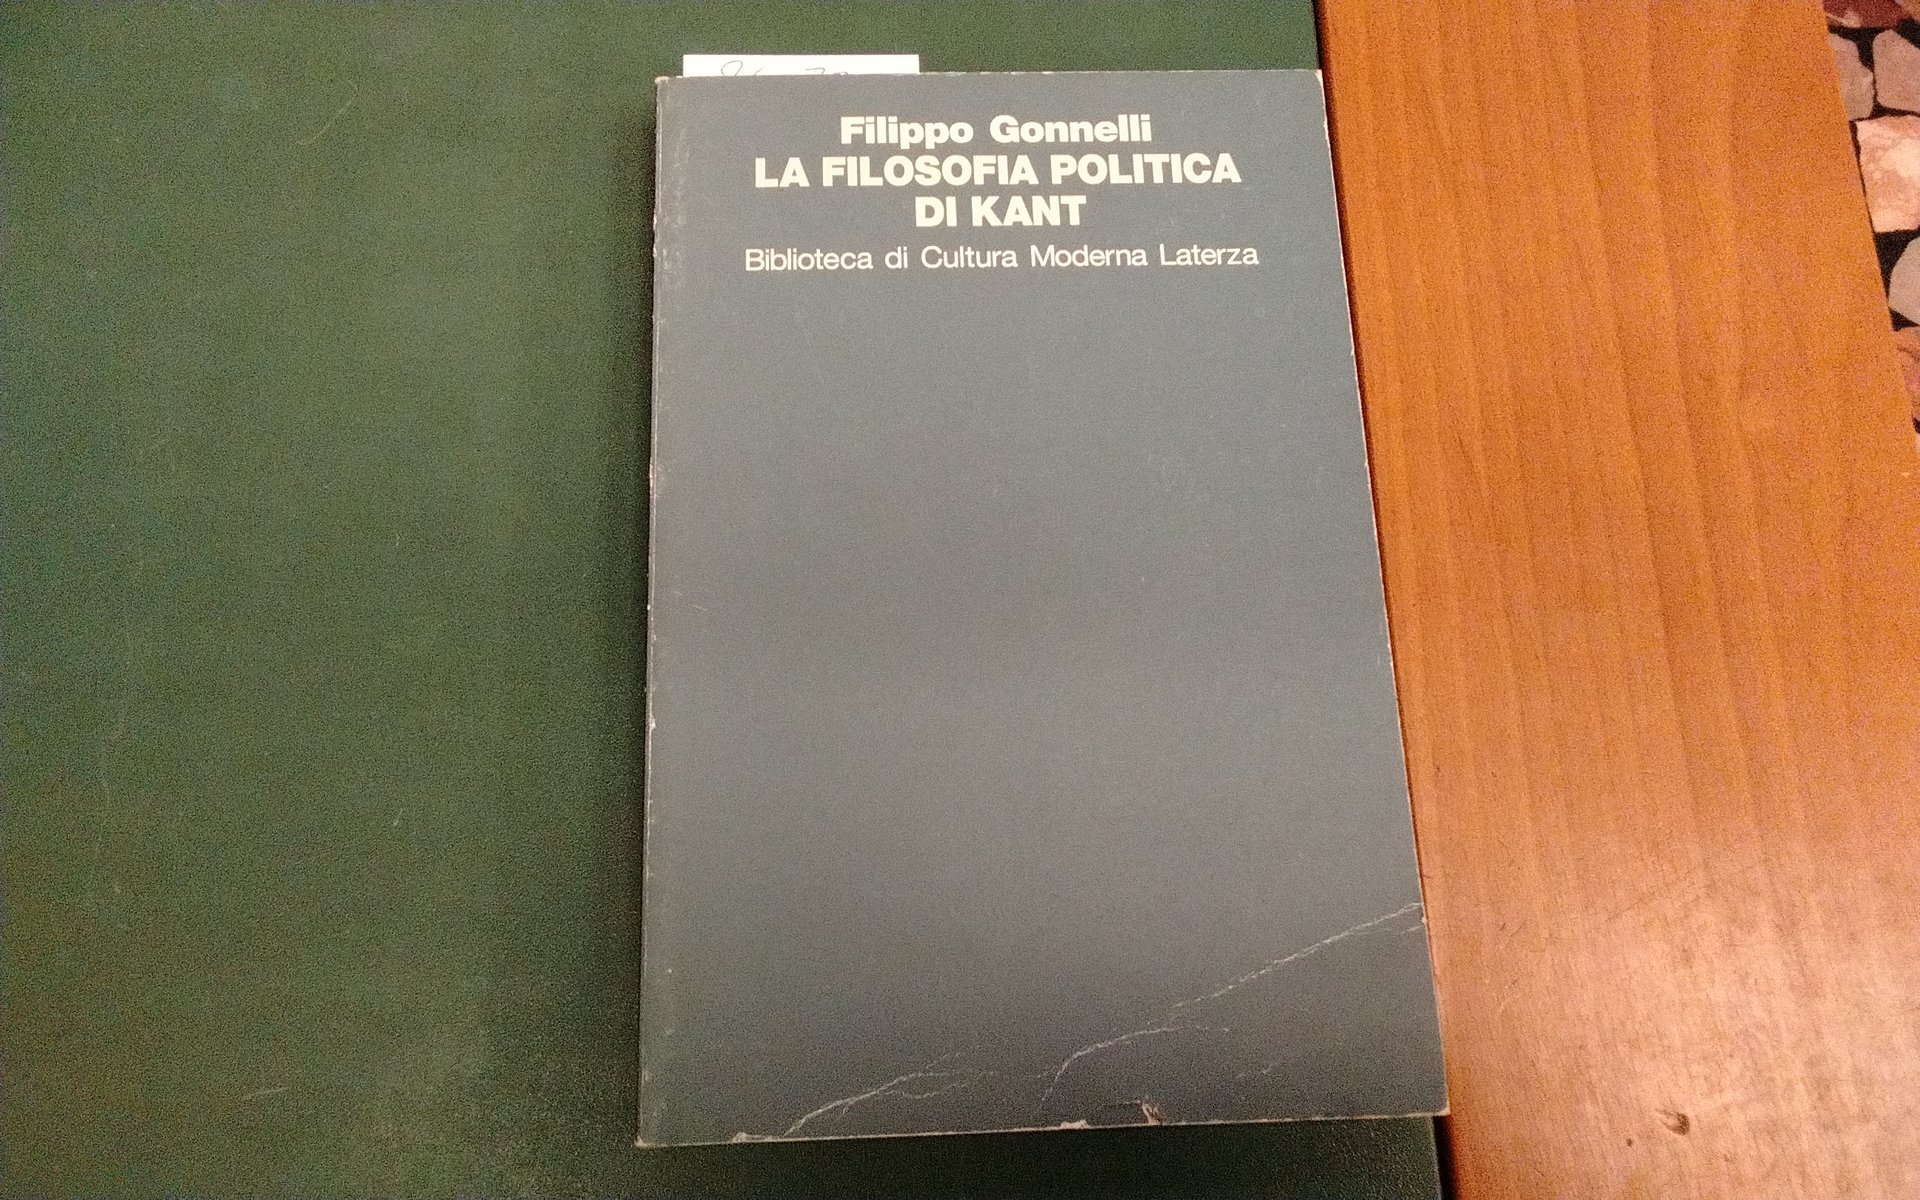 Filippo Gonnelli
LA FILOSOFIA POLITICA
DI KANT
Biblioteca di Cultura Moderna Laterza